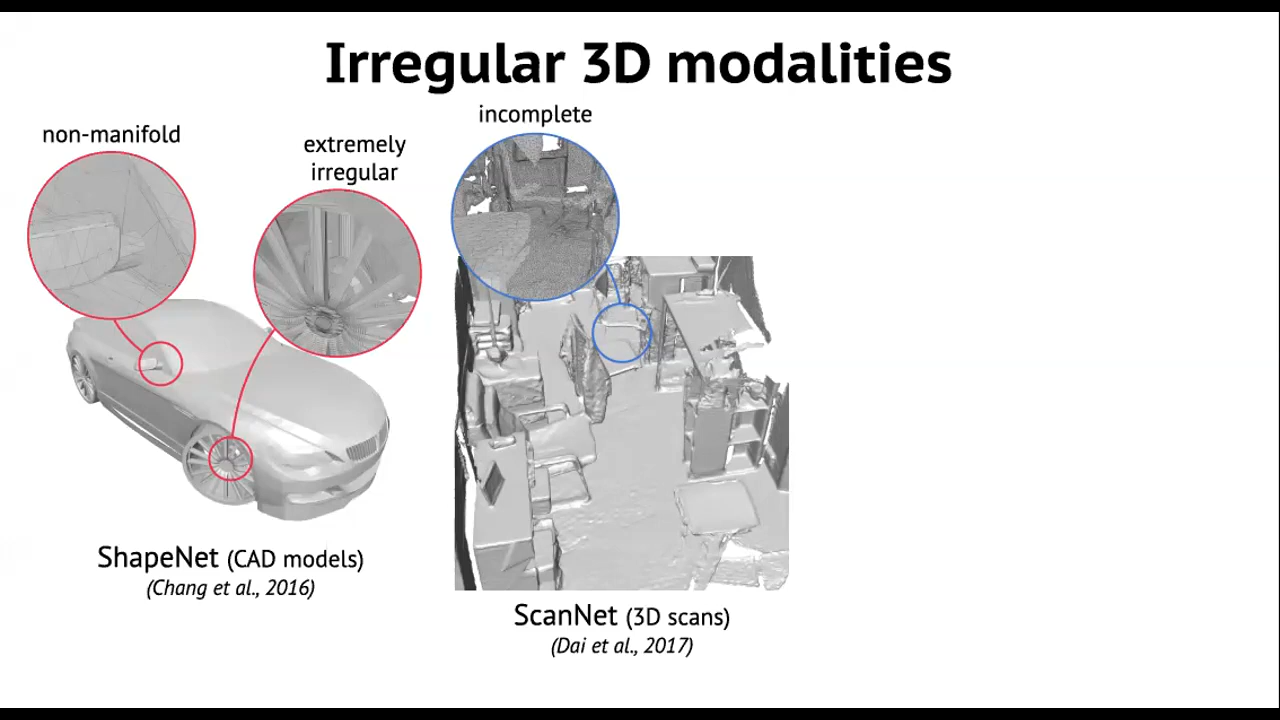 Irregular 3D modalities
non-manifold
extremely
irregular
incomplete
ShapeNet (CAD models)
(Chang et al., 2016)
ScanNet (3D scans)
(Dai et al., 2017)